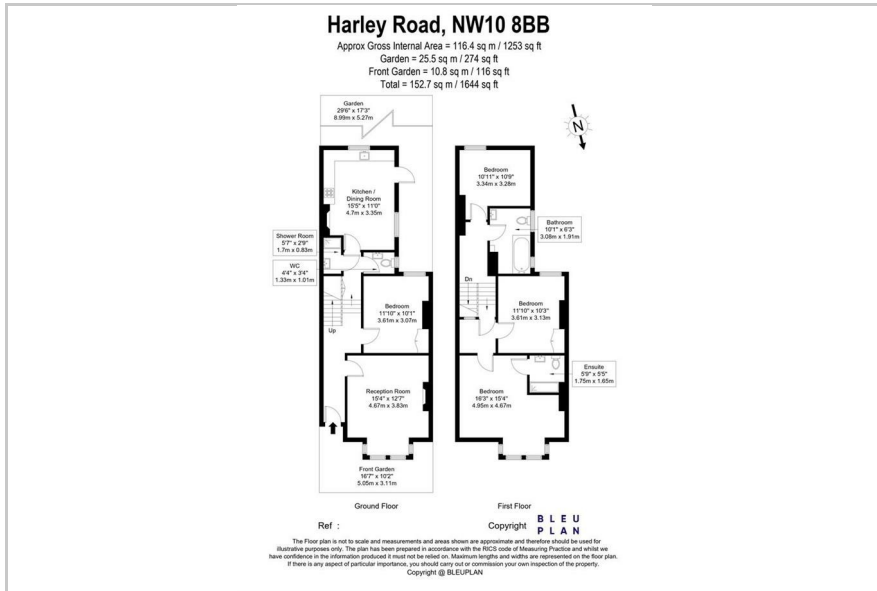 Harley Road, NW10 8BB
Approx Gross Internal Area = 116.4 sq m / 1253 sq ft
Garden = 25.5 sq m / 274 sq ft
Front Garden = 10.8 sq m / 116 sq ft
Total = 152.7 sq m / 1644 sq ft
Garden
29'6" x 17'3"
8.99m x 5.27m
N
Kitchen /
Dining Room
15'5" x 11'0"
4.7m x 3.35m
Shower Room
5'7" x 2'9"
1.7m x 0.83m
WC
4'4" x 3'4"
1.33m x 1.01m
Up
Bedroom
11'10" x 10'1"
3.61m x 3.07m
Reception Room
15'4" x 12'7"
4.67m x 3.83m
Front Garden
16'7" x 10'2"
5.05m x 3.11m
Ground Floor
Bedroom
10'11" x 10'9"
3.34m x 3.28m
Bathroom
10'1" x 6'3"
3.08m x 1.91m
Dn
Bedroom
11'10" x 10'3"
3.61m x 3.13m
Ensuite
5'9" x 5'5"
1.75m x 1.65m
Bedroom
16'3" x 15'4"
4.95m x 4.67m
First Floor
Ref :
Copyright
BLEU
PLAN
The Floor plan is not to scale and measurements and areas shown are approximate and therefore should be used for
illustrative purposes only. The plan has been prepared in accordance with the RICS code of Measuring Practice and whilst we
have confidence in the information produced it must not be relied on. Maximum lengths and widths are represented on the floor plan.
If there is any aspect of particular importance, you should carry out or commission your own inspection of the property.
Copyright @ BLEUPLAN